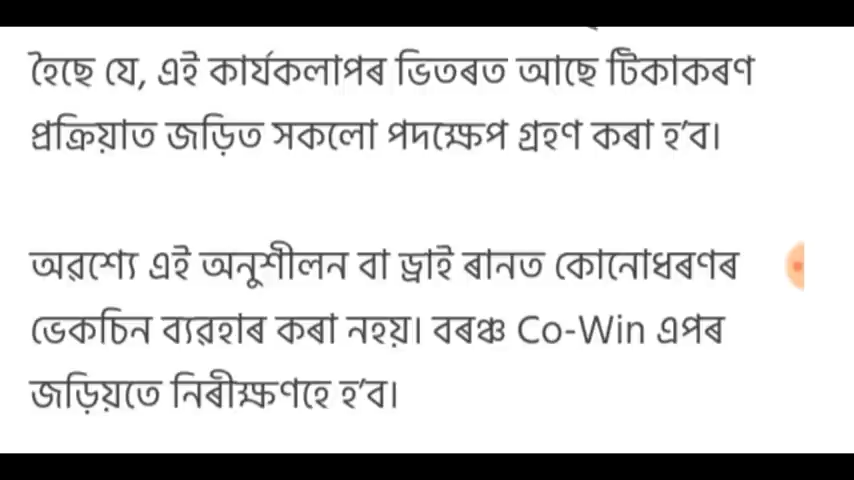 হৈছে যে, এই কাৰ্যকলাপৰ ভিতৰত আছে টিকাকৰণ
প্ৰক্ৰিয়াত জড়িত সকলো পদক্ষেপ গ্ৰহণ কৰা হ’ব।
অৱশ্যে এই অনুশীলন বা ড্ৰাই ৰানত কোনোধৰণৰ
ভেকচিন ব্যৱহাৰ কৰা নহয়। বৰঞ্চ Co-Win এপৰ
জড়িয়তে নিৰীক্ষণহে হ’ব।